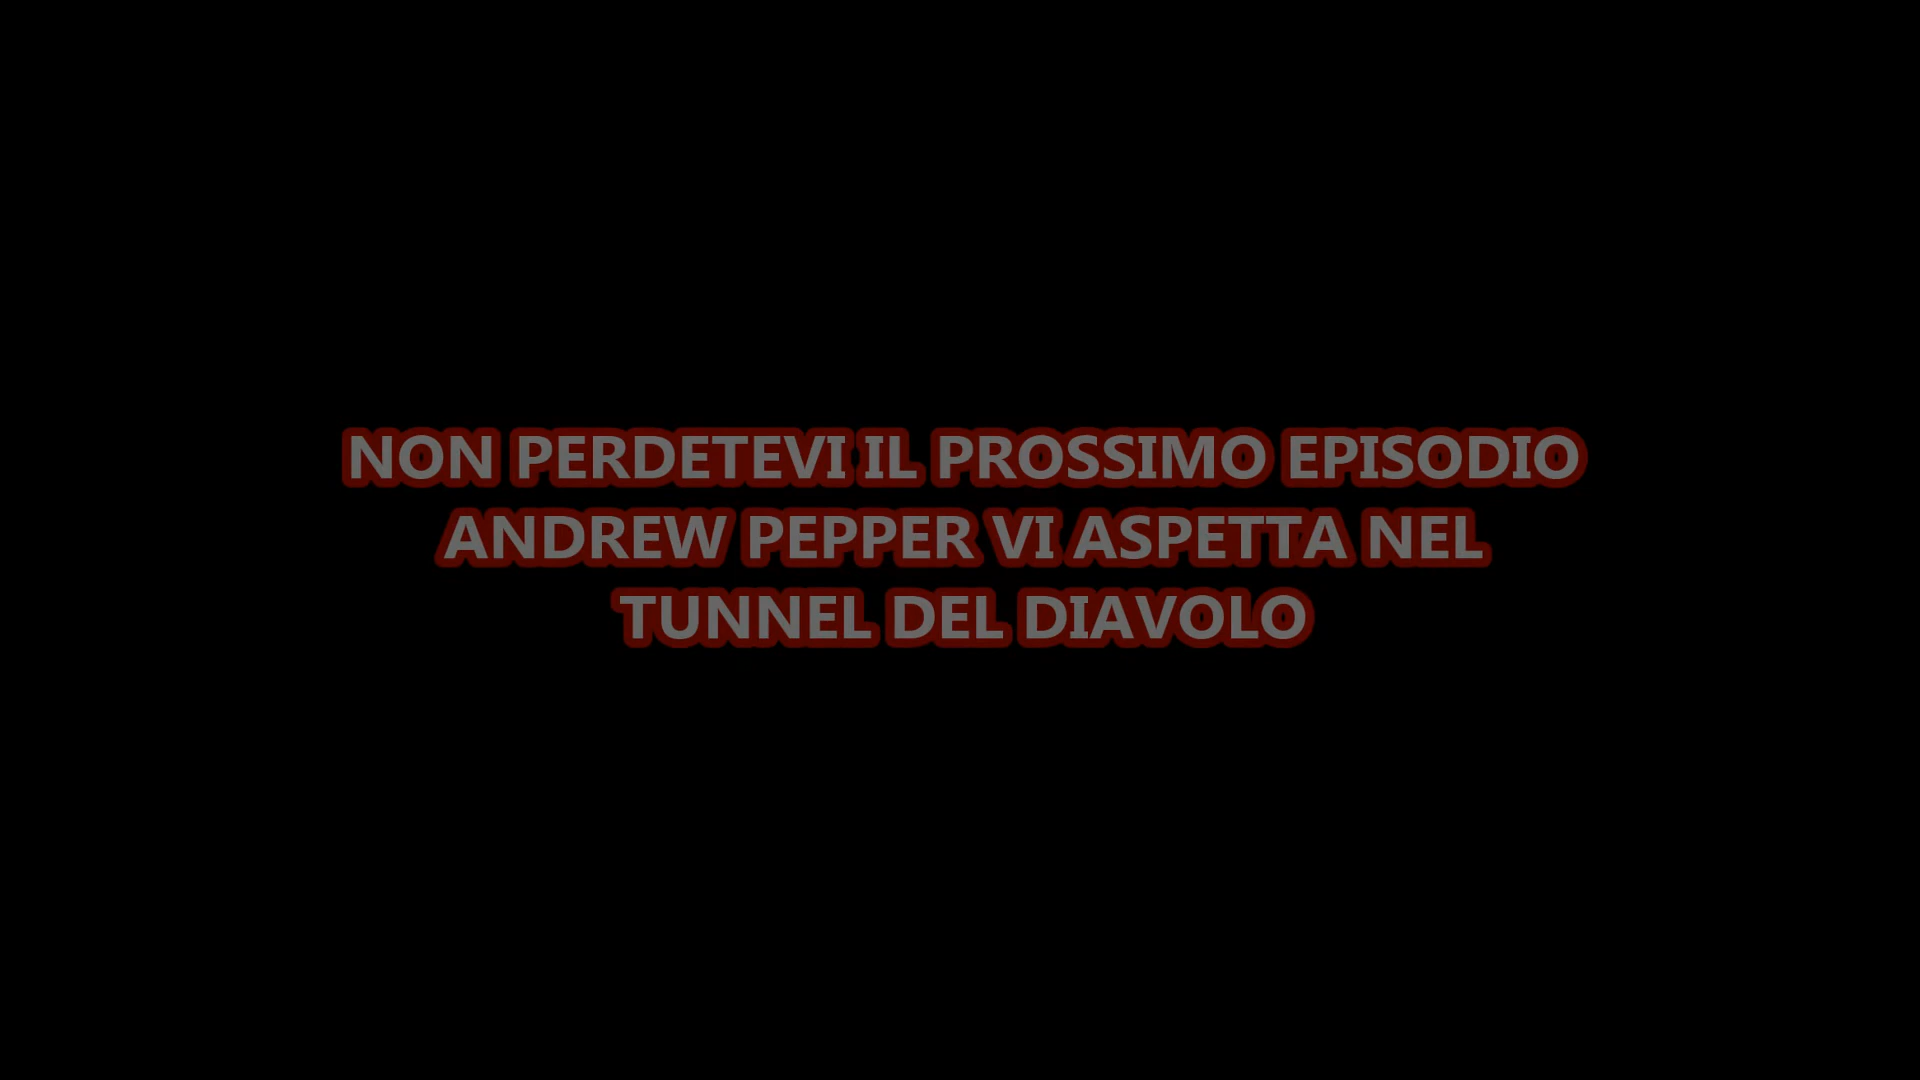 NON PERDETEVI IL PROSSIMO EPISODIO
ANDREW PEPPER VI ASPETTA NEL
TUNNEL DEL DIAVOLO